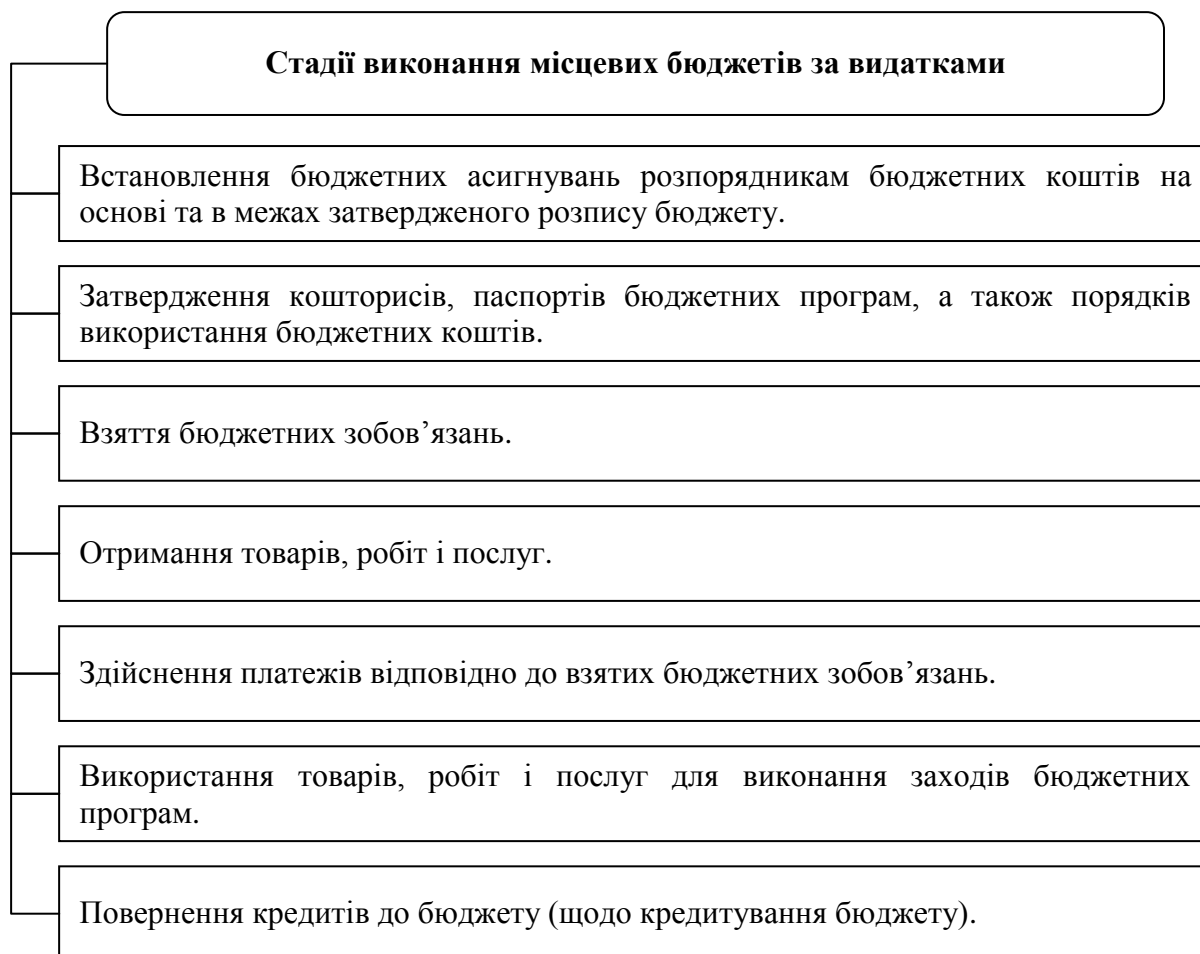 Стадії виконання місцевих бюджетів за видатками
Встановлення бюджетних асигнувань розпорядникам бюджетних коштів на
основі та в межах затвердженого розпису бюджету.
Затвердження кошторисів, паспортів бюджетних програм, а також порядків
використання бюджетних коштів.
Взяття бюджетних зобов’язань.
Отримання товарів, робіт і послуг.
Здійснення платежів відповідно до взятих бюджетних зобов’язань.
Використання товарів, робіт і послуг для виконання заходів бюджетних
програм.
Повернення кредитів до бюджету (щодо кредитування бюджету).